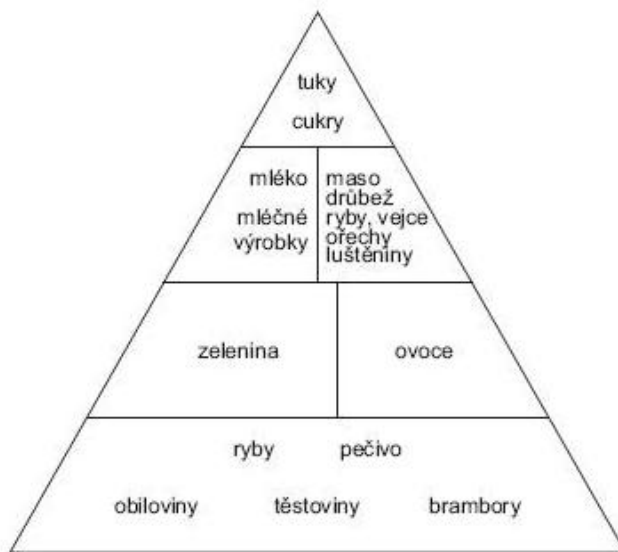 tuky
cukry
mléko
mléčné
výrobky
maso
drůbež
ryby, vejce
ořechy
luštěniny
zelenina
ovoce
ryby pečivo
obiloviny těstoviny brambory